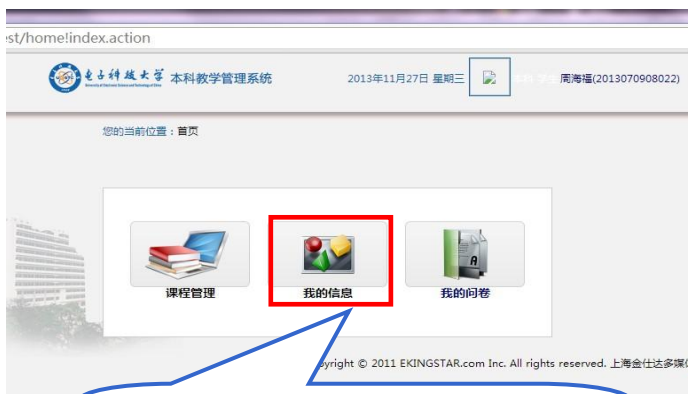 est/home!index.action
电子科技大学 本科教学管理系统 2013年11月27日 星期三 周海福(2013070908022)
您的当前位置：首页
课程管理 我的信息 我的问卷
pyright © 2011 EKINGSTAR.com Inc. All rights reserved. 上海金仕达多媒